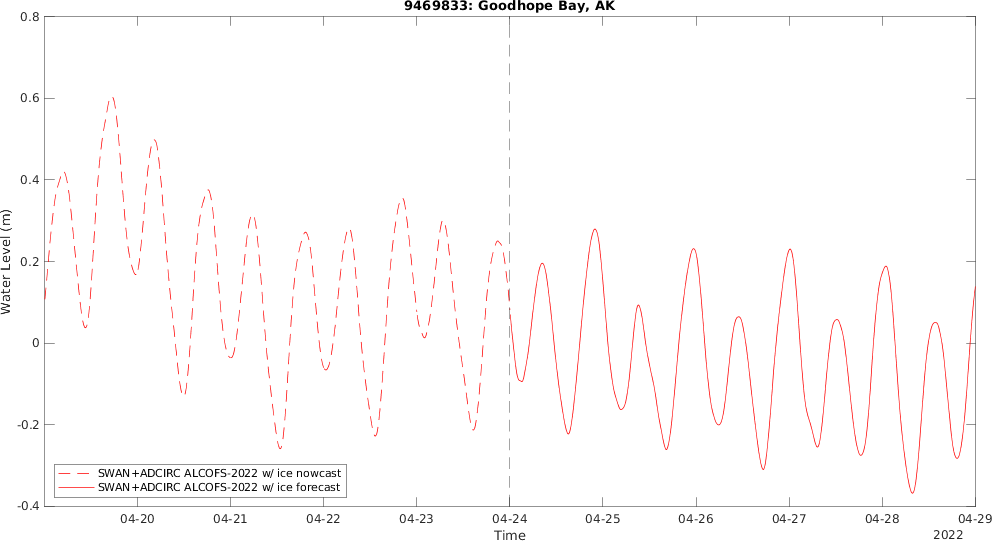 9469833: Goodhope Bay, AK
0.8
0.6
0.4
0.2
0
-0.2
-0.4
Water Level (m)
SWAN+ADCIRC ALCOFS-2022 w/ ice nowcast
SWAN+ADCIRC ALCOFS-2022 w/ ice forecast
04-20 04-21 04-22 04-23 04-24 04-25 04-26 04-27 04-28 04-29
Time
2022